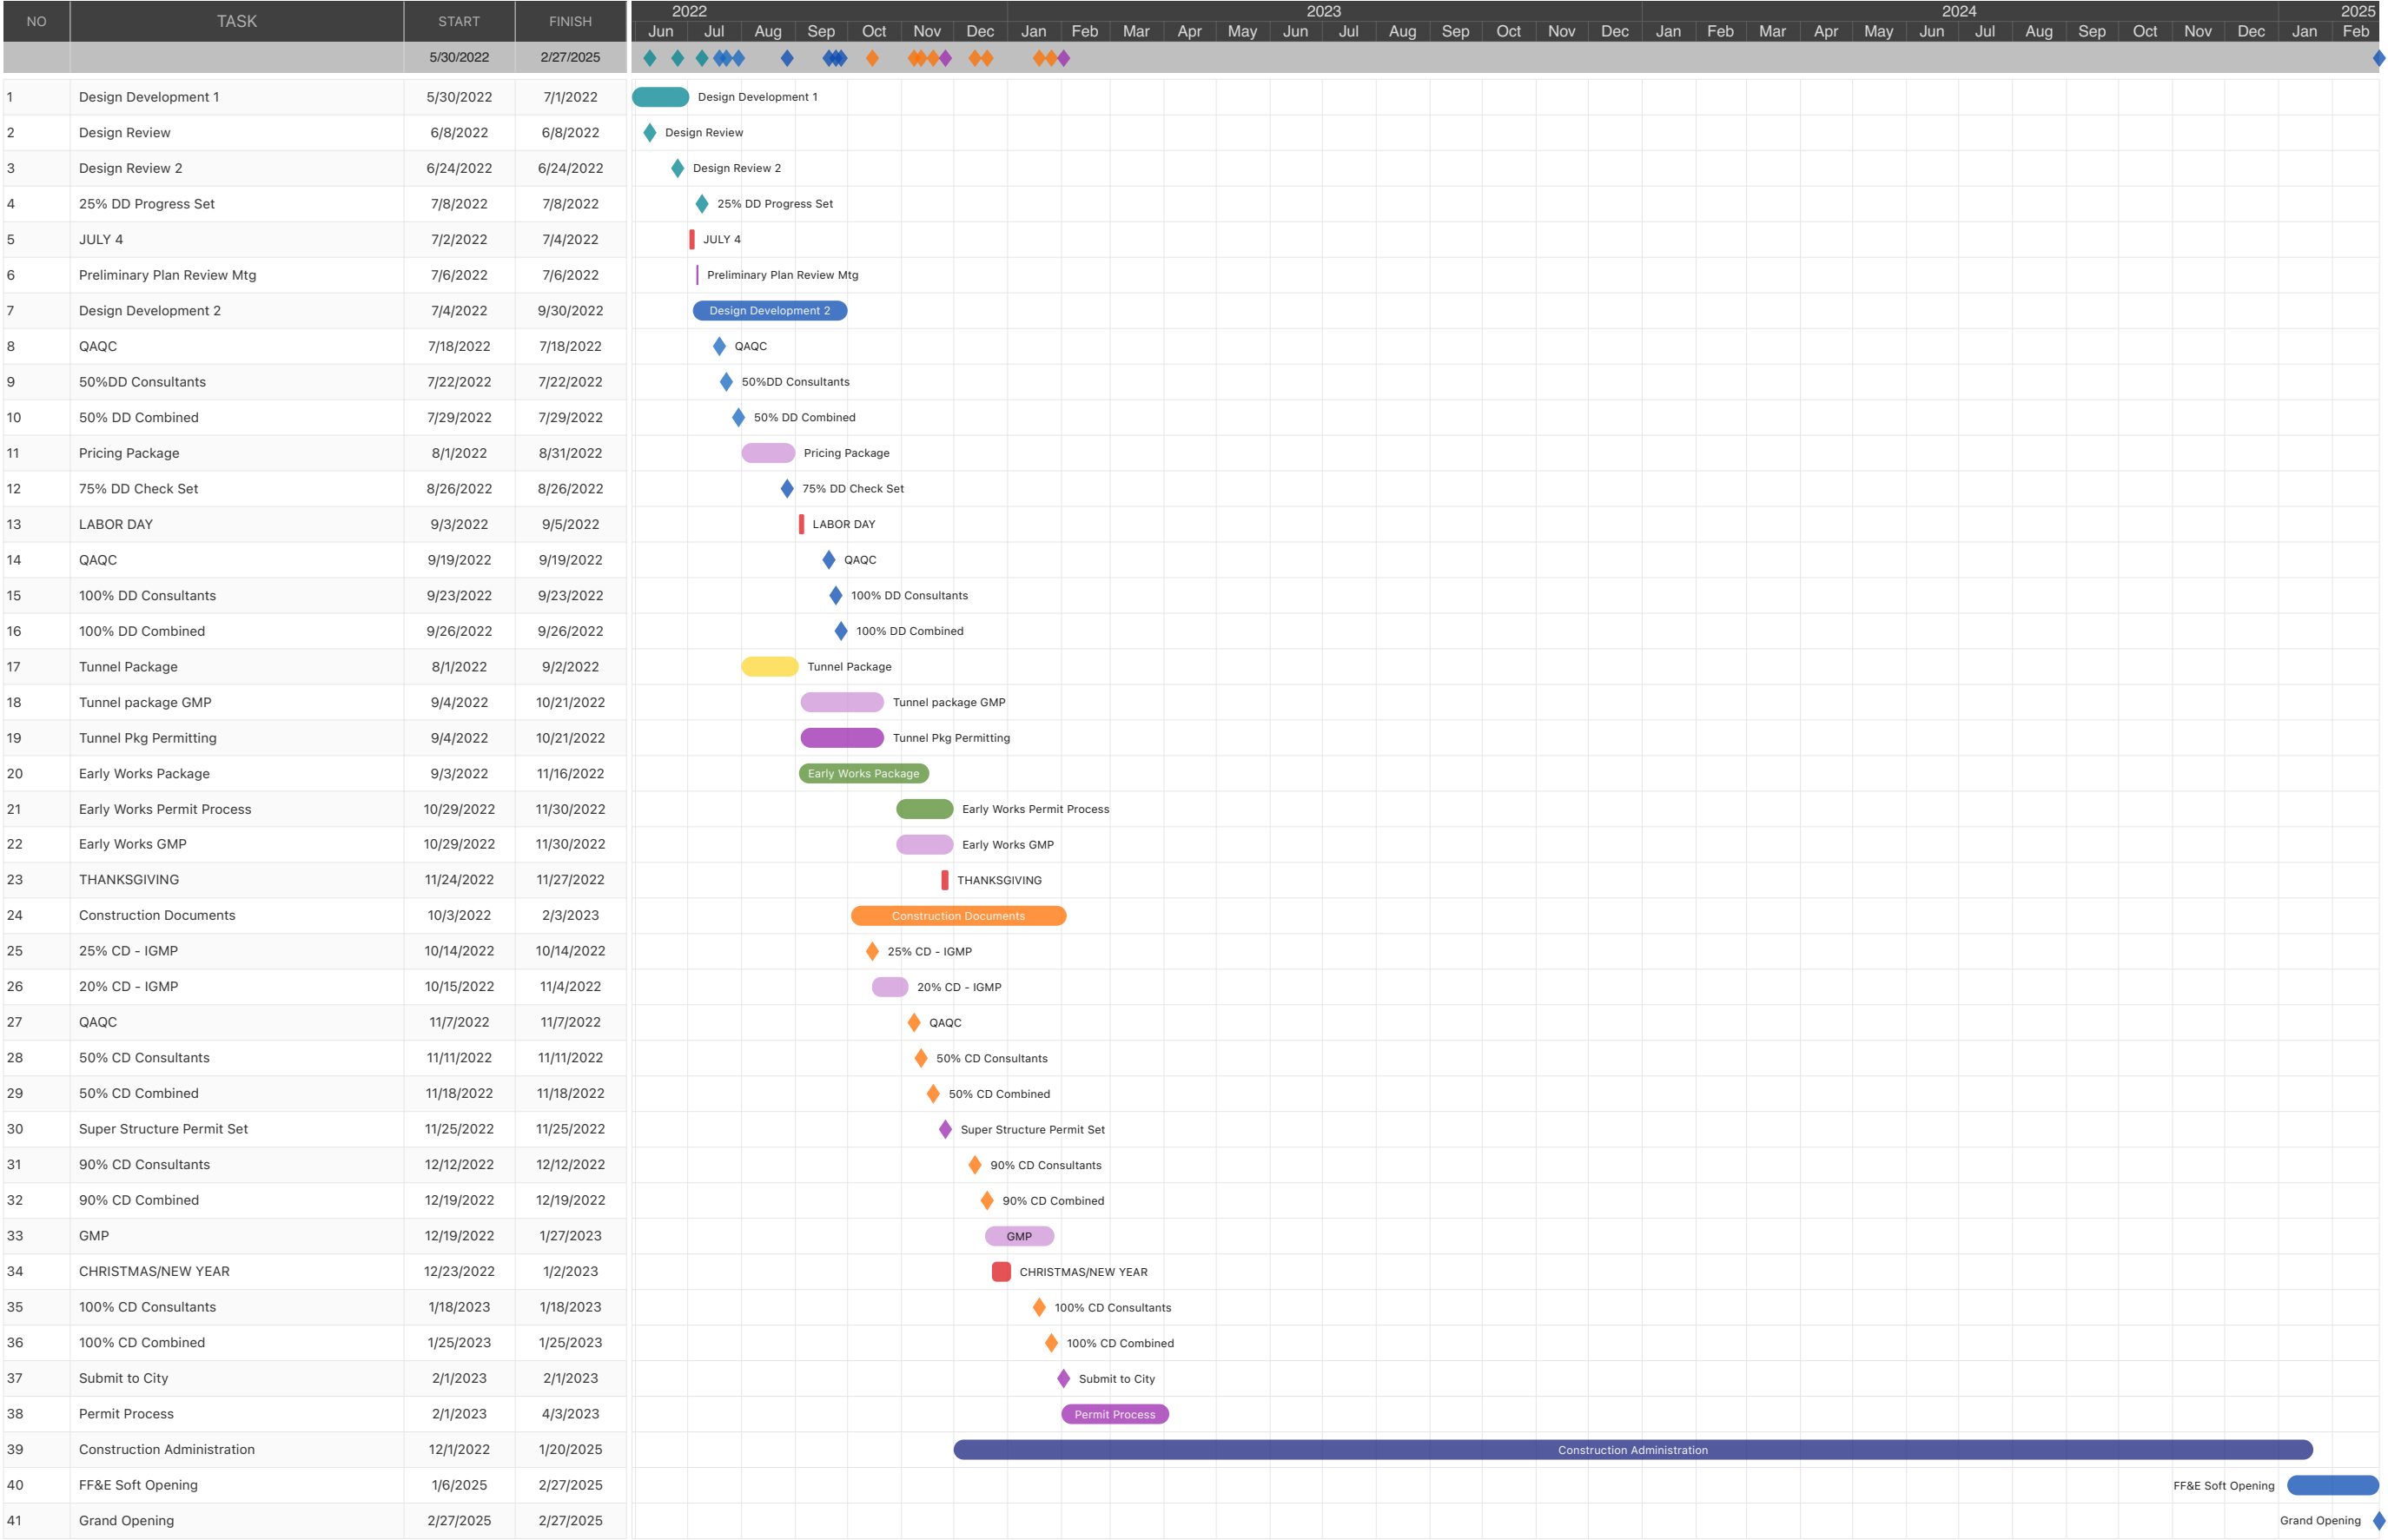 NO TASK START FINISH 2022 2023 2024 2025
Jun Jul Aug Sep Oct Nov Dec Jan Feb Mar Apr May Jun Jul Aug Sep Oct Nov Dec Jan Feb Mar Apr May Jun Jul Aug Sep Oct Nov Dec Jan Feb
5/30/2022 2/27/2025
1 Design Development 1 5/30/2022 7/1/2022 Design Development 1
2 Design Review 6/8/2022 6/8/2022 Design Review
3 Design Review 2 6/24/2022 6/24/2022 Design Review 2
4 25% DD Progress Set 7/8/2022 7/8/2022 25% DD Progress Set
5 JULY 4 7/2/2022 7/4/2022 JULY 4
6 Preliminary Plan Review Mtg 7/6/2022 7/6/2022 Preliminary Plan Review Mtg
7 Design Development 2 7/4/2022 9/30/2022 Design Development 2
8 QAQC 7/18/2022 7/18/2022 QAQC
9 50%DD Consultants 7/22/2022 7/22/2022 50%DD Consultants
10 50% DD Combined 7/29/2022 7/29/2022 50% DD Combined
11 Pricing Package 8/1/2022 8/31/2022 Pricing Package
12 75% DD Check Set 8/26/2022 8/26/2022 75% DD Check Set
13 LABOR DAY 9/3/2022 9/5/2022 LABOR DAY
14 QAQC 9/19/2022 9/19/2022 QAQC
15 100% DD Consultants 9/23/2022 9/23/2022 100% DD Consultants
16 100% DD Combined 9/26/2022 9/26/2022 100% DD Combined
17 Tunnel Package 8/1/2022 9/2/2022 Tunnel Package
18 Tunnel package GMP 9/4/2022 10/21/2022 Tunnel package GMP
19 Tunnel Pkg Permitting 9/4/2022 10/21/2022 Tunnel Pkg Permitting
20 Early Works Package 9/3/2022 11/16/2022 Early Works Package
21 Early Works Permit Process 10/29/2022 11/30/2022 Early Works Permit Process
22 Early Works GMP 10/29/2022 11/30/2022 Early Works GMP
23 THANKSGIVING 11/24/2022 11/27/2022 THANKSGIVING
24 Construction Documents 10/3/2022 2/3/2023 Construction Documents
25 25% CD - IGMP 10/14/2022 10/14/2022 25% CD - IGMP
26 20% CD - IGMP 10/15/2022 11/4/2022 20% CD - IGMP
27 QAQC 11/7/2022 11/7/2022 QAQC
28 50% CD Consultants 11/11/2022 11/11/2022 50% CD Consultants
29 50% CD Combined 11/18/2022 11/18/2022 50% CD Combined
30 Super Structure Permit Set 11/25/2022 11/25/2022 Super Structure Permit Set
31 90% CD Consultants 12/12/2022 12/12/2022 90% CD Consultants
32 90% CD Combined 12/19/2022 12/19/2022 90% CD Combined
33 GMP 12/19/2022 1/27/2023 GMP
34 CHRISTMAS/NEW YEAR 12/23/2022 1/2/2023 CHRISTMAS/NEW YEAR
35 100% CD Consultants 1/18/2023 1/18/2023 100% CD Consultants
36 100% CD Combined 1/25/2023 1/25/2023 100% CD Combined
37 Submit to City 2/1/2023 2/1/2023 Submit to City
38 Permit Process 2/1/2023 4/3/2023 Permit Process
39 Construction Administration 12/1/2022 1/20/2025 Construction Administration
40 FF&E Soft Opening 1/6/2025 2/27/2025 FF&E Soft Opening
41 Grand Opening 2/27/2025 2/27/2025 Grand Opening